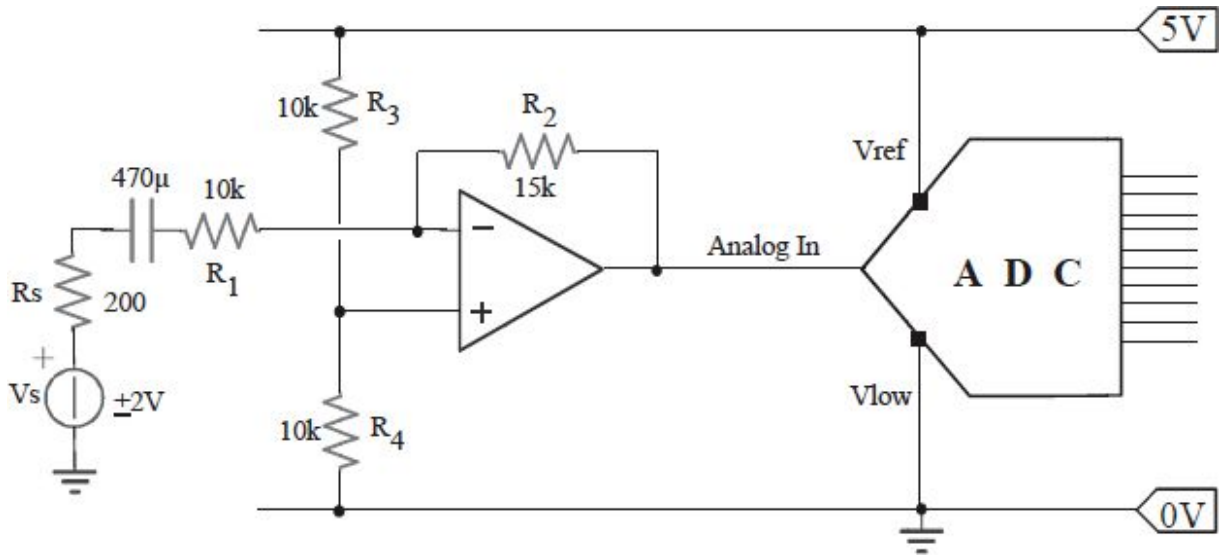 5V
10k R3
R2
15k
Vref
470µ
10k
R1
Analog In
A D C
Rs
200
+
Vs
±2V
−
+
Vlow
10k R4
0V